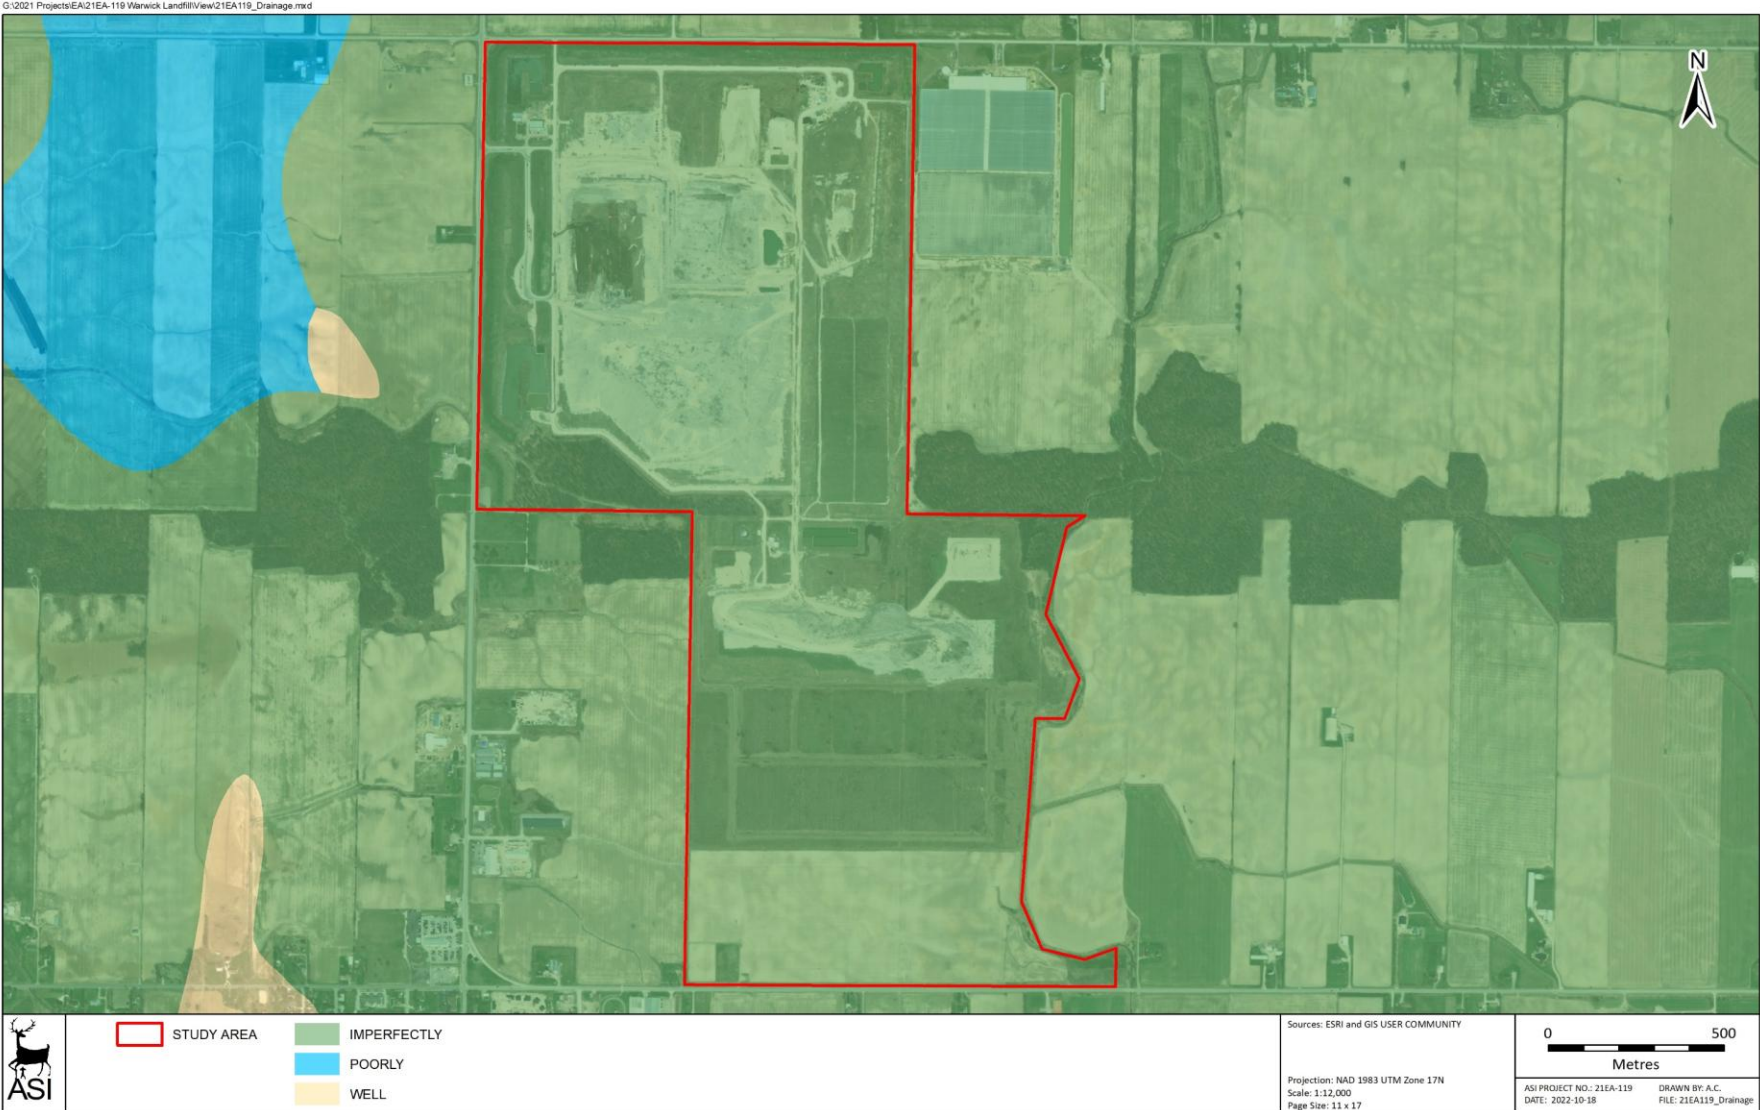 G:\2021 Projects\EA\21EA-119 Warwick Landfill\View\21EA119_Drainage.mxd
N
ASI
STUDY AREA
IMPERFECTLY
POORLY
WELL
Sources: ESRI and GIS USER COMMUNITY
Projection: NAD 1983 UTM Zone 17N
Scale: 1:12,000
Page Size: 11 x 17
0 500
Metres
ASI PROJECT NO.: 21EA-119 DRAWN BY: A.C.
DATE: 2022-10-18 FILE: 21EA119_Drainage